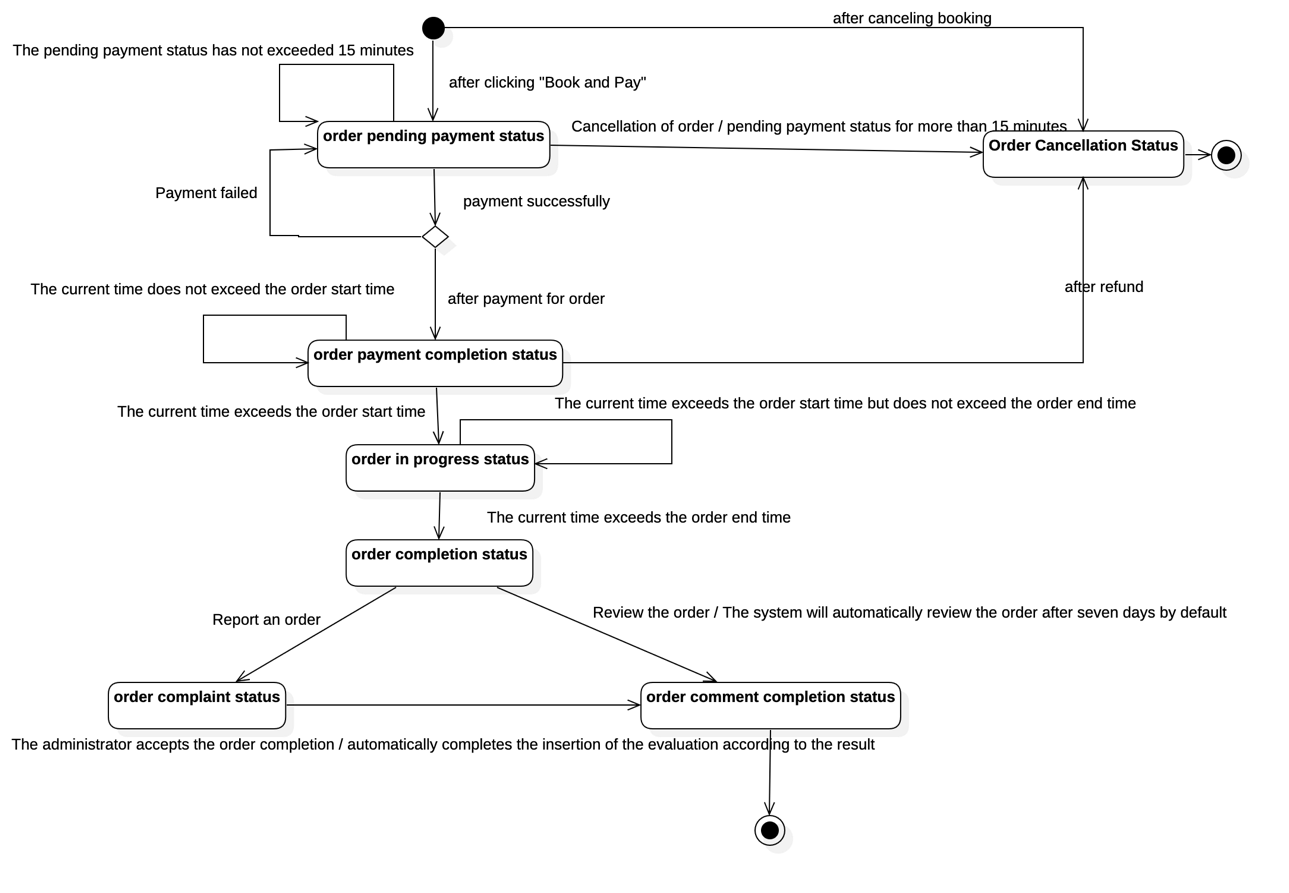 after canceling booking
The pending payment status has not exceeded 15 minutes
after clicking "Book and Pay"
Cancellation of order / pending payment status for more than 15 minutes
order pending payment status
Order Cancellation Status
Payment failed
payment successfully
The current time does not exceed the order start time
after refund
after payment for order
order payment completion status
The current time exceeds the order start time
The current time exceeds the order start time but does not exceed the order end time
order in progress status
The current time exceeds the order end time
order completion status
Report an order
Review the order / The system will automatically review the order after seven days by default
order complaint status
order comment completion status
The administrator accepts the order completion / automatically completes the insertion of the evaluation according to the result